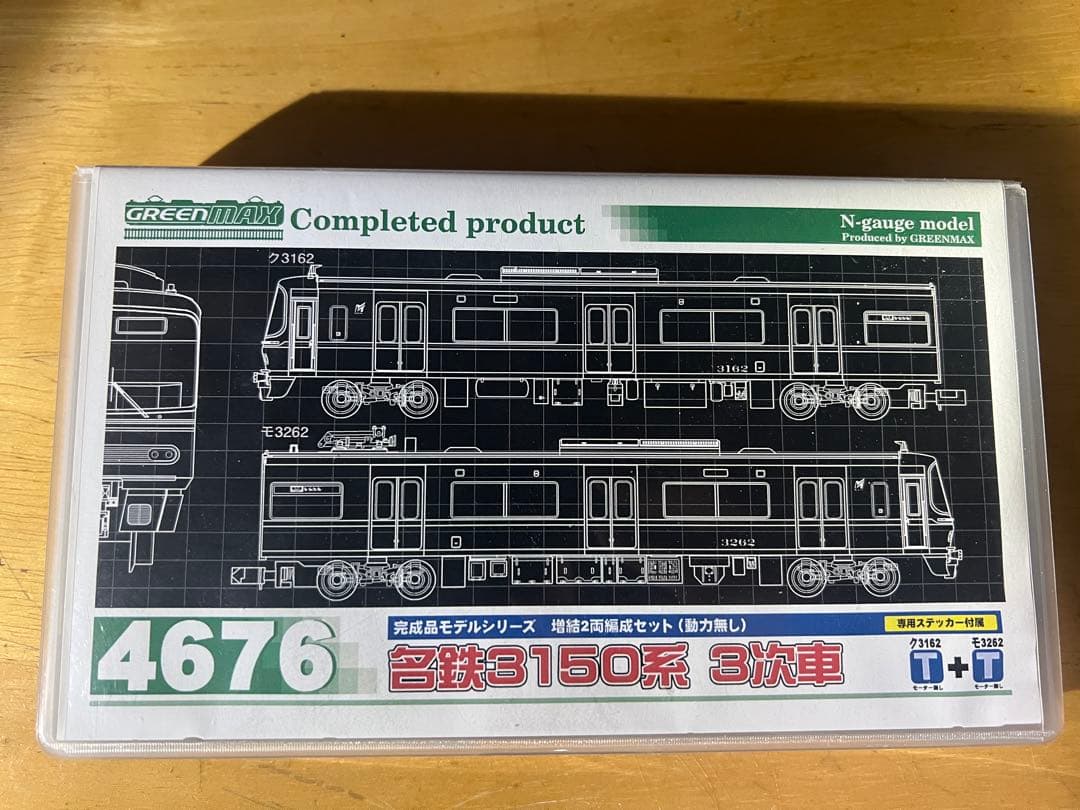 GREENMAX Completed product
N-gauge model
Produced by GREENMAX
ク3162
3162
モ3262
3262
4676
完成品モデルシリーズ 増結2両編成セット(動力無し)
専用ステッカー付属
名鉄3150系 3次車
ク3162 モ3262
T+T
モーター無し モーター無し